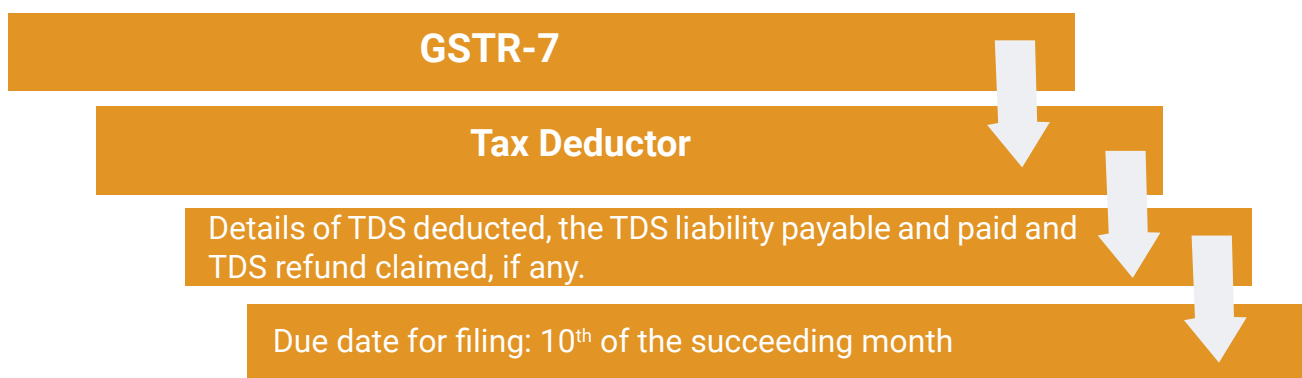 GSTR-7
Tax Deductor
Details of TDS deducted, the TDS liability payable and paid and
TDS refund claimed, if any.
Due date for filing: 10th of the succeeding month